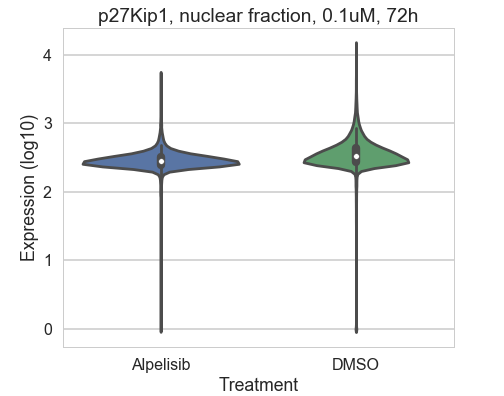 p27Kip1, nuclear fraction, 0.1uM, 72h
Expression (log10)
4
3
2
1
0
Alpelisib
DMSO
Treatment